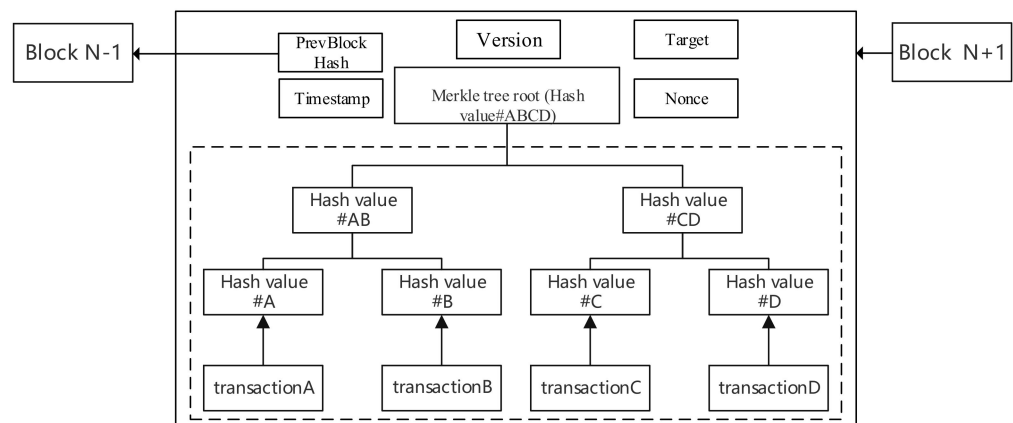 Block N-1
PrevBlock
Hash
Version
Target
Block N+1
Timestamp
Merkle tree root (Hash
value#ABCD)
Nonce
Hash value
#AB
Hash value
#CD
Hash value
#A
Hash value
#B
Hash value
#C
Hash value
#D
transactionA
transactionB
transactionC
transactionD